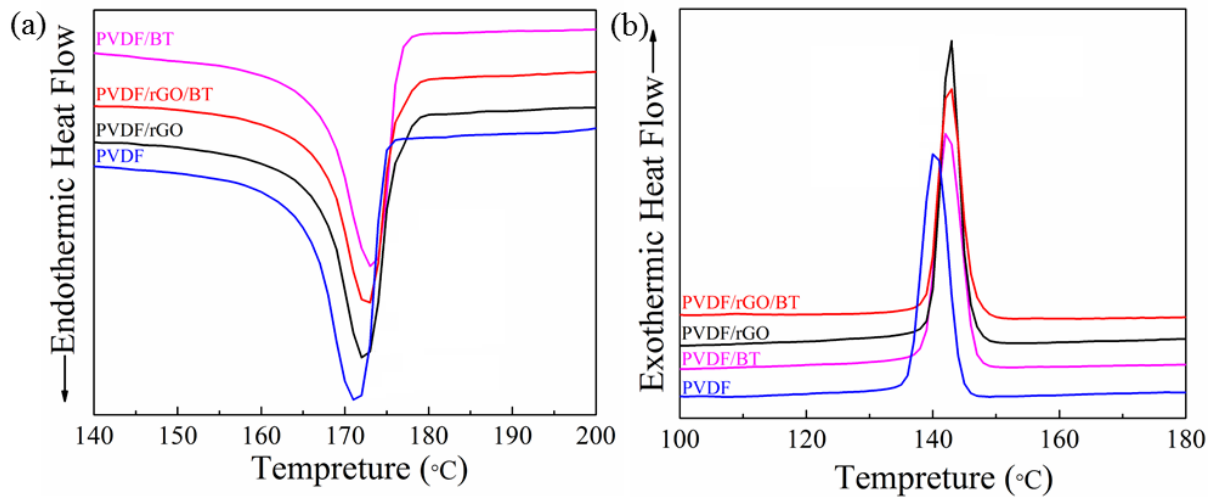 (a)
Endothermic Heat Flow
PVDF/BT
PVDF/rGO/BT
PVDF/rGO
PVDF
140 150 160 170 180 190 200
Tempreture (°C)
(b)
Exothermic Heat Flow
PVDF/rGO/BT
PVDF/rGO
PVDF/BT
PVDF
100 120 140 160 180
Tempreture (°C)